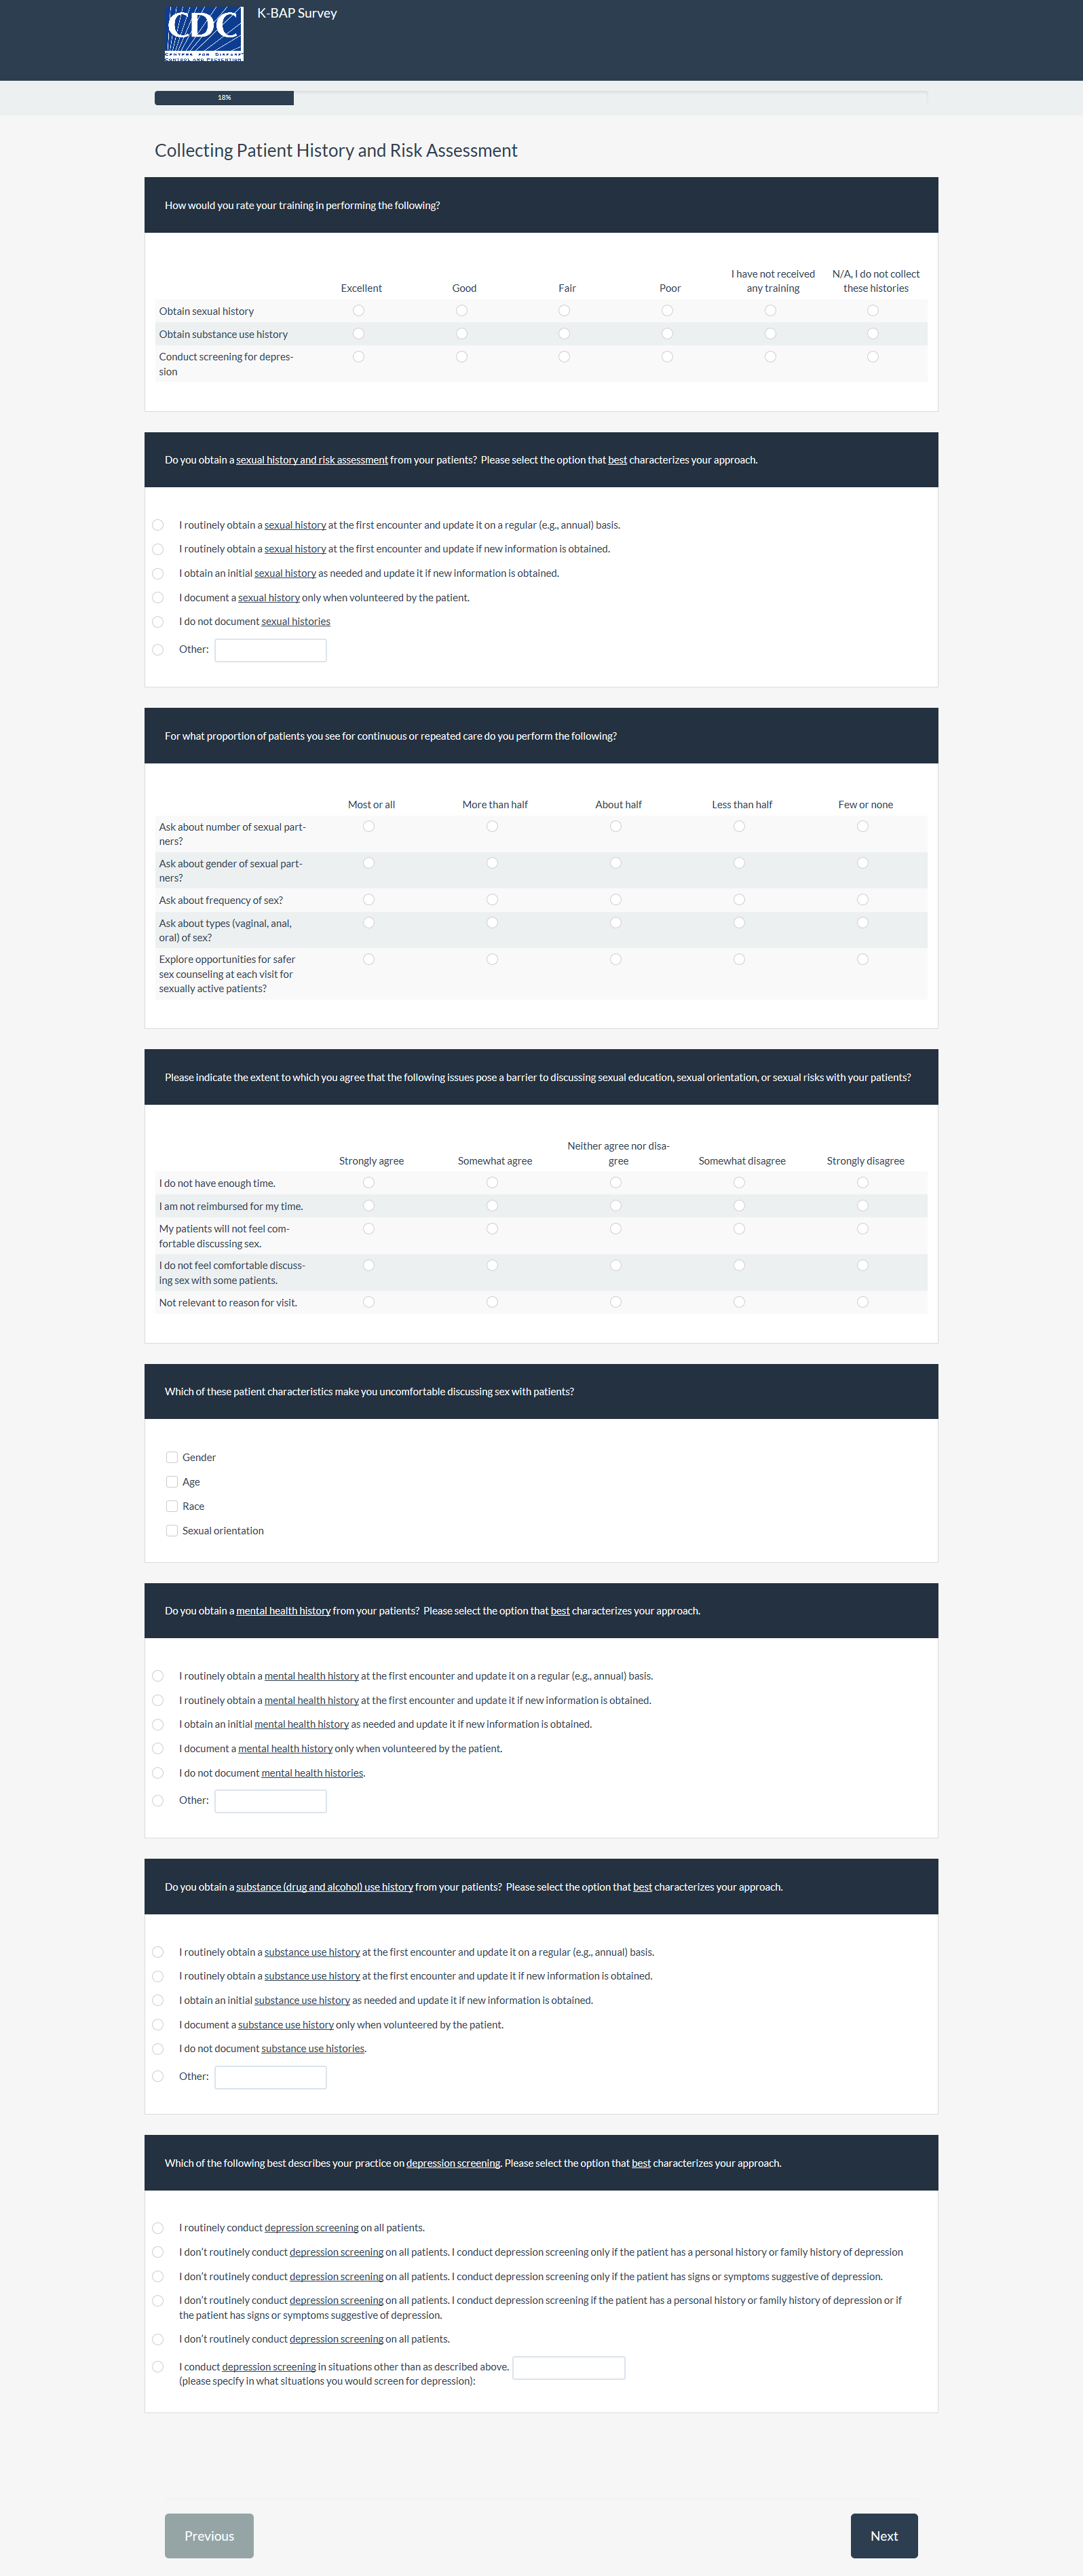 CDC
CENTERS FOR DISEASE
CONTROL AND PREVENTION
K-BAP Survey
18%
Collecting Patient History and Risk Assessment
How would you rate your training in performing the following?
Excellent Good Fair Poor I have not received any training N/A, I do not collect these histories
Obtain sexual history
Obtain substance use history
Conduct screening for depres-
sion
Do you obtain a sexual history and risk assessment from your patients? Please select the option that best characterizes your approach.
I routinely obtain a sexual history at the first encounter and update it on a regular (e.g., annual) basis.
I routinely obtain a sexual history at the first encounter and update if new information is obtained.
I obtain an initial sexual history as needed and update it if new information is obtained.
I document a sexual history only when volunteered by the patient.
I do not document sexual histories
Other:
For what proportion of patients you see for continuous or repeated care do you perform the following?
Most or all More than half About half Less than half Few or none
Ask about number of sexual part-
ners?
Ask about gender of sexual part-
ners?
Ask about frequency of sex?
Ask about types (vaginal, anal,
oral) of sex?
Explore opportunities for safer
sex counseling at each visit for
sexually active patients?
Please indicate the extent to which you agree that the following issues pose a barrier to discussing sexual education, sexual orientation, or sexual risks with your patients?
Strongly agree Somewhat agree Neither agree nor disa-
gree Somewhat disagree Strongly disagree
I do not have enough time.
I am not reimbursed for my time.
My patients will not feel com-
fortable discussing sex.
I do not feel comfortable discuss-
ing sex with some patients.
Not relevant to reason for visit.
Which of these patient characteristics make you uncomfortable discussing sex with patients?
Gender
Age
Race
Sexual orientation
Do you obtain a mental health history from your patients? Please select the option that best characterizes your approach.
I routinely obtain a mental health history at the first encounter and update it on a regular (e.g., annual) basis.
I routinely obtain a mental health history at the first encounter and update it if new information is obtained.
I obtain an initial mental health history as needed and update it if new information is obtained.
I document a mental health history only when volunteered by the patient.
I do not document mental health histories.
Other:
Do you obtain a substance (drug and alcohol) use history from your patients? Please select the option that best characterizes your approach.
I routinely obtain a substance use history at the first encounter and update it on a regular (e.g., annual) basis.
I routinely obtain a substance use history at the first encounter and update it if new information is obtained.
I obtain an initial substance use history as needed and update it if new information is obtained.
I document a substance use history only when volunteered by the patient.
I do not document substance use histories.
Other:
Which of the following best describes your practice on depression screening. Please select the option that best characterizes your approach.
I routinely conduct depression screening on all patients.
I don't routinely conduct depression screening on all patients. I conduct depression screening only if the patient has a personal history or family history of depression
I don't routinely conduct depression screening on all patients. I conduct depression screening only if the patient has signs or symptoms suggestive of depression.
I don't routinely conduct depression screening on all patients. I conduct depression screening if the patient has a personal history or family history of depression or if
the patient has signs or symptoms suggestive of depression.
I don't routinely conduct depression screening on all patients.
I conduct depression screening in situations other than as described above.
(please specify in what situations you would screen for depression):
Previous
Next